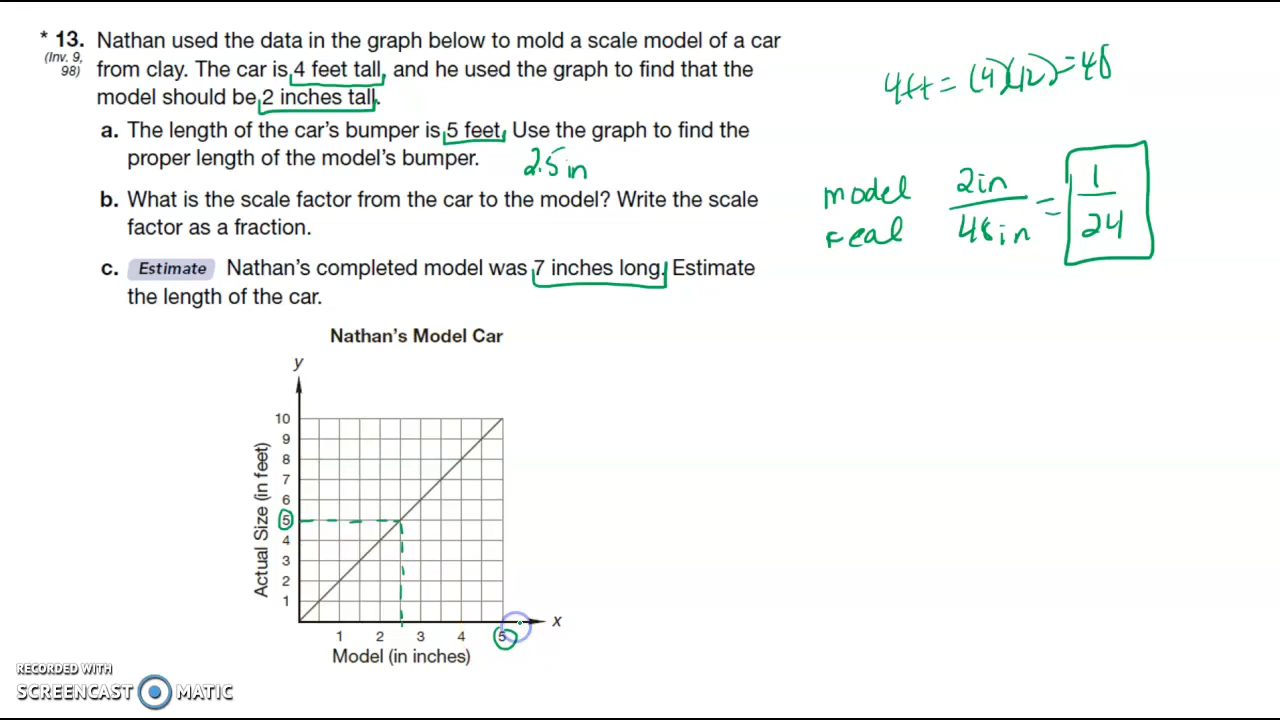 * 13. Nathan used the data in the graph below to mold a scale model of a car
(Inv. 9, 98) from clay. The car is 4 feet tall, and he used the graph to find that the
model should be 2 inches tall.
a. The length of the car's bumper is 5 feet. Use the graph to find the
proper length of the model's bumper. 2.5 in
b. What is the scale factor from the car to the model? Write the scale
factor as a fraction.
c. Estimate Nathan's completed model was 7 inches long. Estimate
the length of the car.
4ft = (4)(12) = 48
model 2in
real 48in
= 1
24
Nathan's Model Car
y
10
9
8
7
6
5
4
3
2
1
Actual Size (in feet)
x
1 2 3 4 5
Model (in inches)
RECORDED WITH
SCREENCAST MATIC